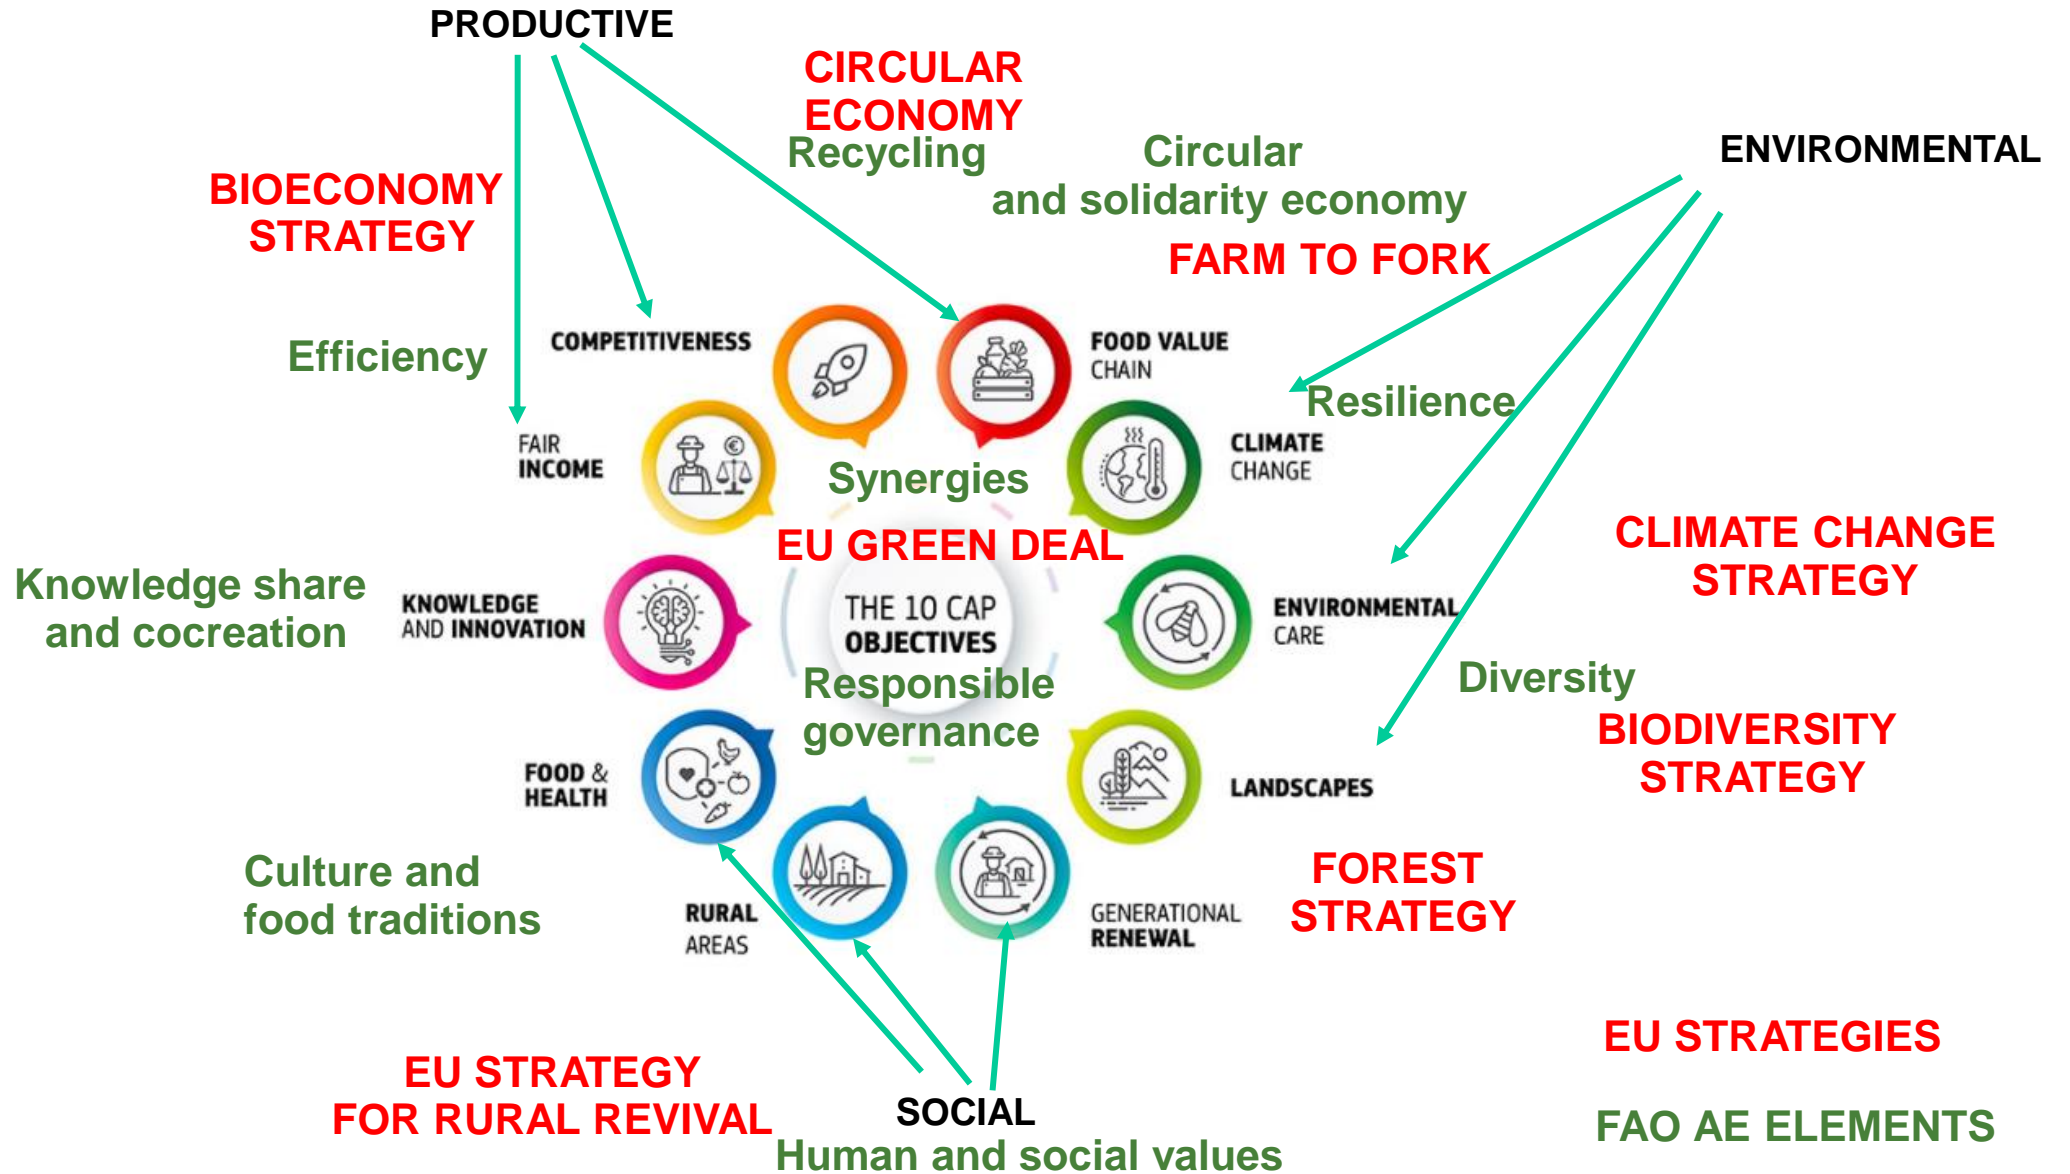 PRODUCTIVE
CIRCULAR
ECONOMY
Recycling
Circular
and solidarity economy
ENVIRONMENTAL
BIOECONOMY
STRATEGY
FARM TO FORK
Efficiency
COMPETITIVENESS
FOOD VALUE
CHAIN
Resilience
FAIR
INCOME
CLIMATE
CHANGE
Synergies
EU GREEN DEAL
CLIMATE CHANGE
STRATEGY
Knowledge share
and cocreation
KNOWLEDGE
AND INNOVATION
THE 10 CAP
OBJECTIVES
ENVIRONMENTAL
CARE
Responsible
governance
Diversity
BIODIVERSITY
STRATEGY
FOOD &
HEALTH
LANDSCAPES
Culture and
food traditions
RURAL
AREAS
GENERATIONAL
RENEWAL
FOREST
STRATEGY
EU STRATEGY
FOR RURAL REVIVAL
SOCIAL
Human and social values
EU STRATEGIES
FAO AE ELEMENTS